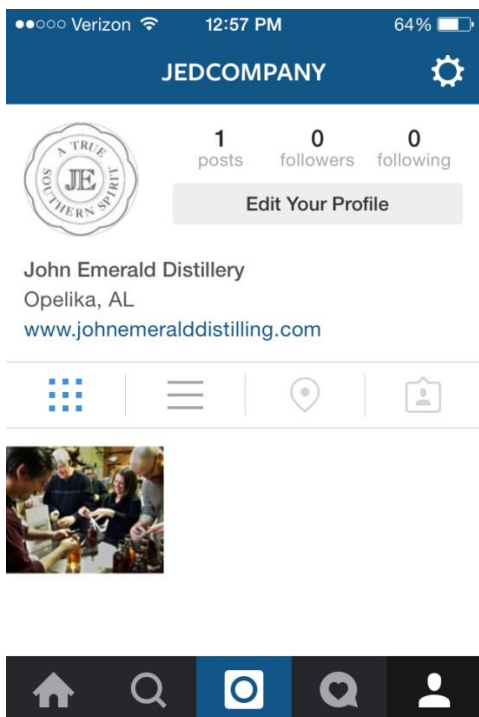 Verizon 12:57 PM 64%
JEDCOMPANY
A TRUE
JE
SOUTHERN SPIRIT
1 0 0
posts followers following
Edit Your Profile
John Emerald Distillery
Opelika, AL
www.johnemeralddistilling.com